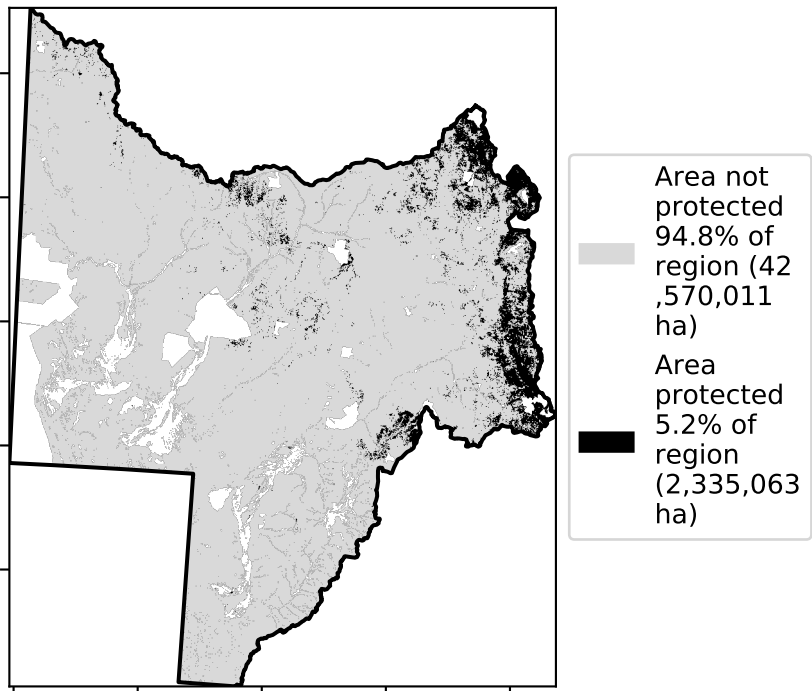 Area not
protected
94.8% of
region (42
,570,011
ha)
Area
protected
5.2% of
region
(2,335,063
ha)